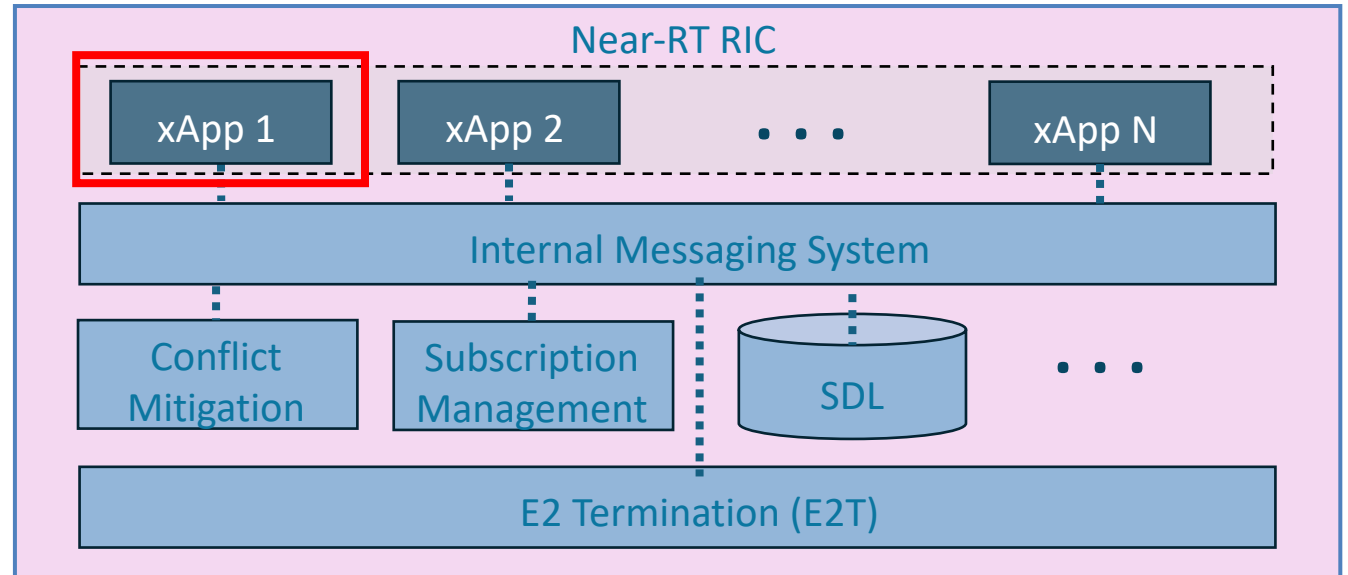 Near-RT RIC
xApp 1
xApp 2
. . .
xApp N
Internal Messaging System
Conflict
Mitigation
Subscription
Management
SDL
. . .
E2 Termination (E2T)